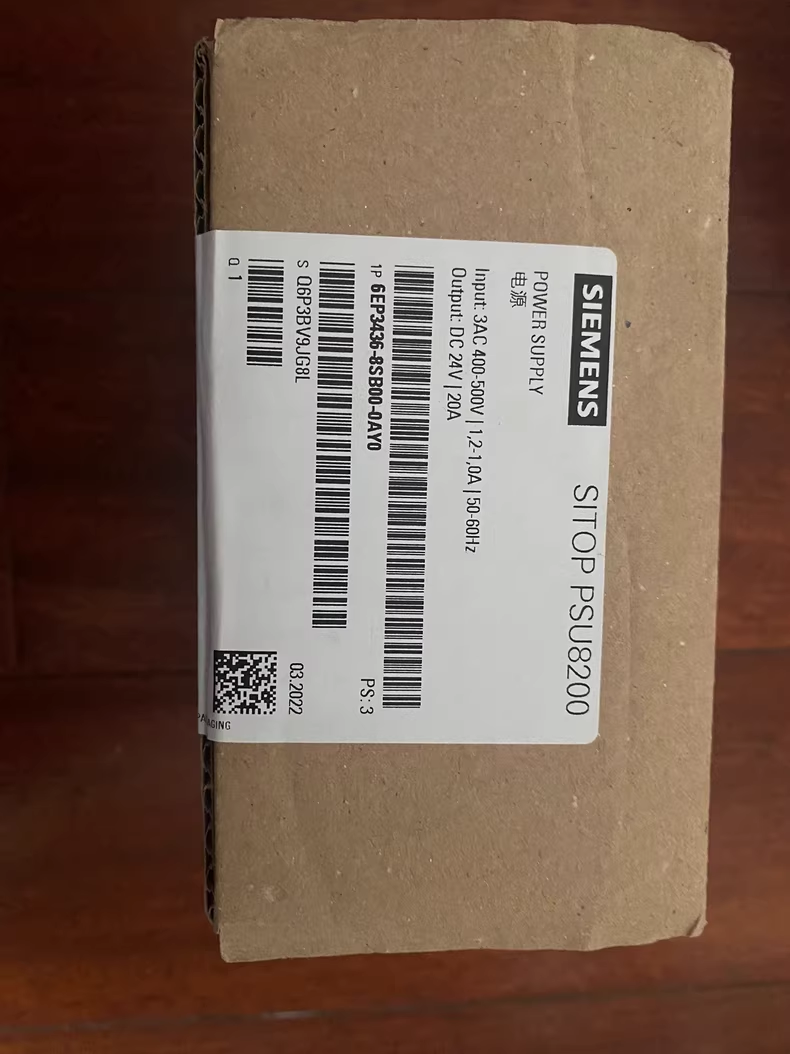 SIEMENS
SITOP PSU8200
POWER SUPPLY
电源
Input: 3AC 400-500V | 1,2-1,0A | 50-60Hz
Output: DC 24V | 20A
1P 6EP3436-8SB00-0AY0
PS: 3
S Q6P3BV9JG8L
03.2022
Q 1